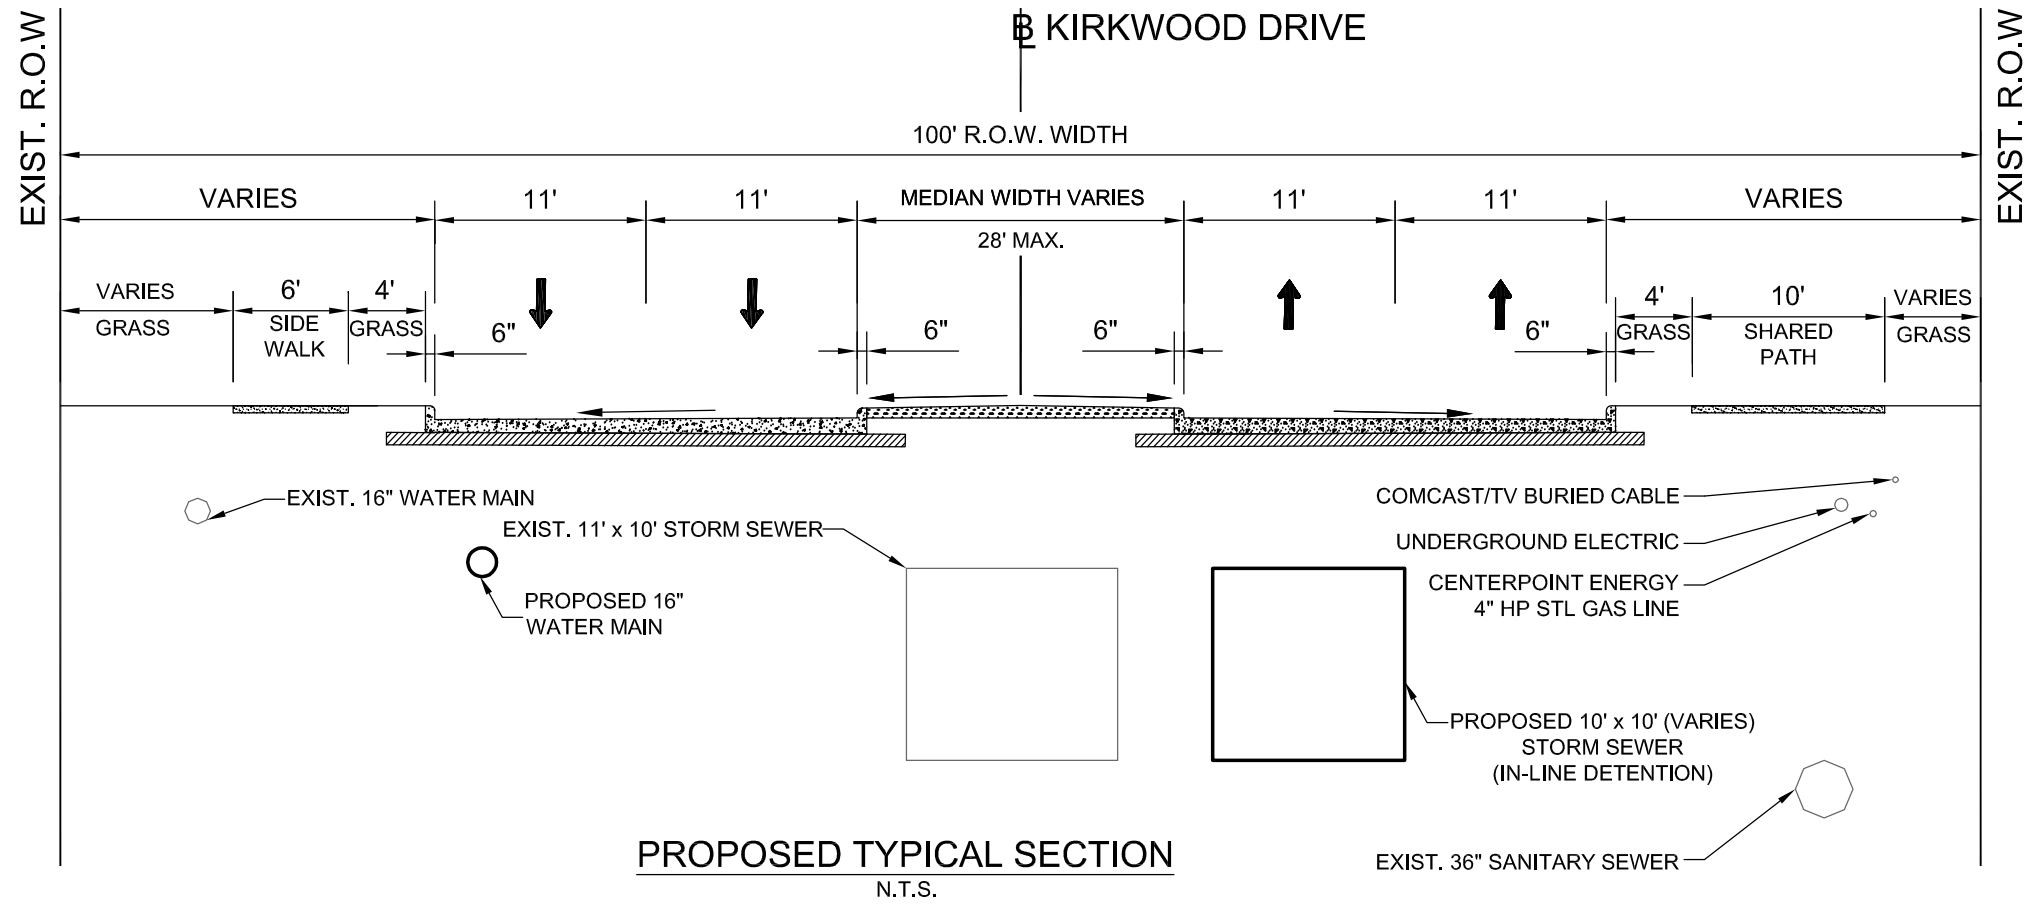 EXIST. R.O.W
EXIST. R.O.W
BL KIRKWOOD DRIVE
100' R.O.W. WIDTH
VARIES
11'
11'
MEDIAN WIDTH VARIES
11'
11'
VARIES
28' MAX.
VARIES
GRASS
6'
SIDE
WALK
4'
GRASS
6"
6"
6"
6"
4'
GRASS
10'
SHARED
PATH
VARIES
GRASS
EXIST. 16" WATER MAIN
EXIST. 11' x 10' STORM SEWER
PROPOSED 16"
WATER MAIN
COMCAST/TV BURIED CABLE
UNDERGROUND ELECTRIC
CENTERPOINT ENERGY
4" HP STL GAS LINE
PROPOSED 10' x 10' (VARIES)
STORM SEWER
(IN-LINE DETENTION)
EXIST. 36" SANITARY SEWER
PROPOSED TYPICAL SECTION
N.T.S.